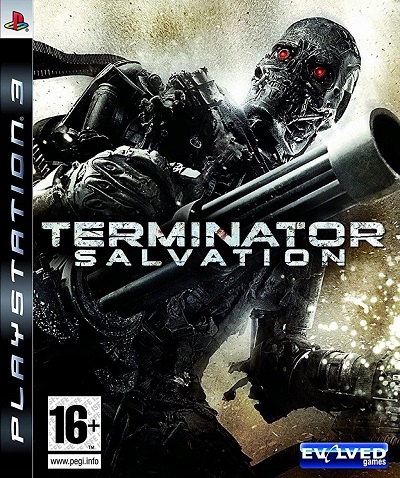 PLAYSTATION 3
TERMINATOR
SALVATION
16+
www.pegi.info
EVOLVED
games